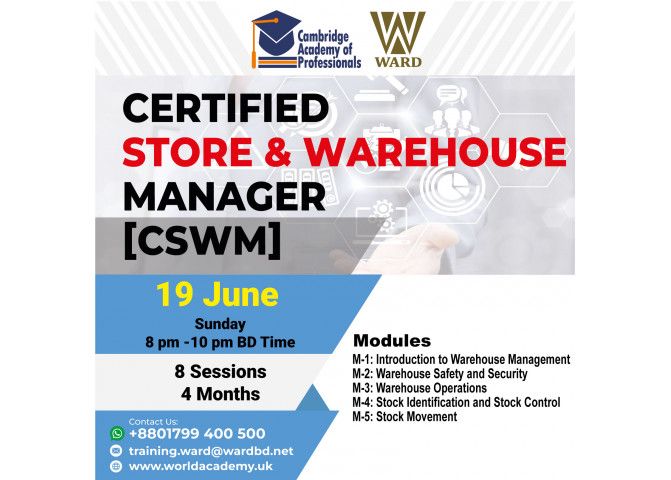 Cambridge
Academy of
Professionals
WARD
CERTIFIED
STORE & WAREHOUSE
MANAGER
[CSWM]
19 June
Sunday
8 pm -10 pm BD Time
8 Sessions
4 Months
Modules
M-1: Introduction to Warehouse Management
M-2: Warehouse Safety and Security
M-3: Warehouse Operations
M-4: Stock Identification and Stock Control
M-5: Stock Movement
Contact Us:
+8801799 400 500
training.ward@wardbd.net
www.worldacademy.uk